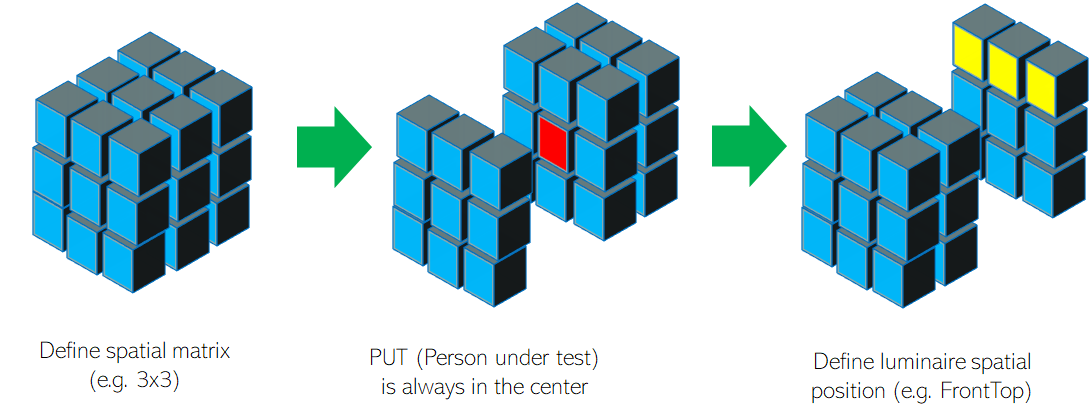 Define spatial matrix
(e.g. 3x3)
PUT (Person under test)
is always in the center
Define luminaire spatial
position (e.g. FrontTop)